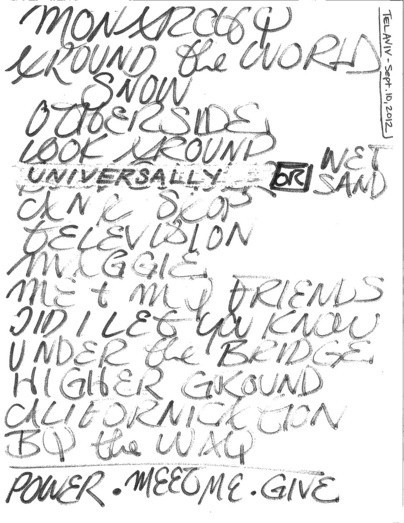 MONARCHY
TEL AVIV - Sept. 10, 2012
AROUND the WORLD
SNOW
OTHERSIDE
LOOK AROUND
UNIVERSALLY OR WET SAND
CAN'T STOP
TELEVISION
MAGGIE
ME + MY FRIENDS
DID I LET YOU KNOW
UNDER the BRIDGE
HIGHER GROUND
CALIFORNICATION
BY the WAY
POWER . MEET ME . GIVE